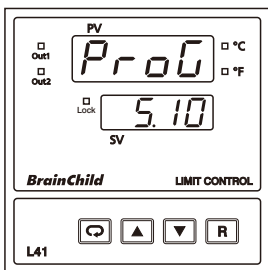 PV
Out1
ProG
°C
Out2
°F
Lock
5.10
SV
BrainChild LIMIT CONTROL
R
L41